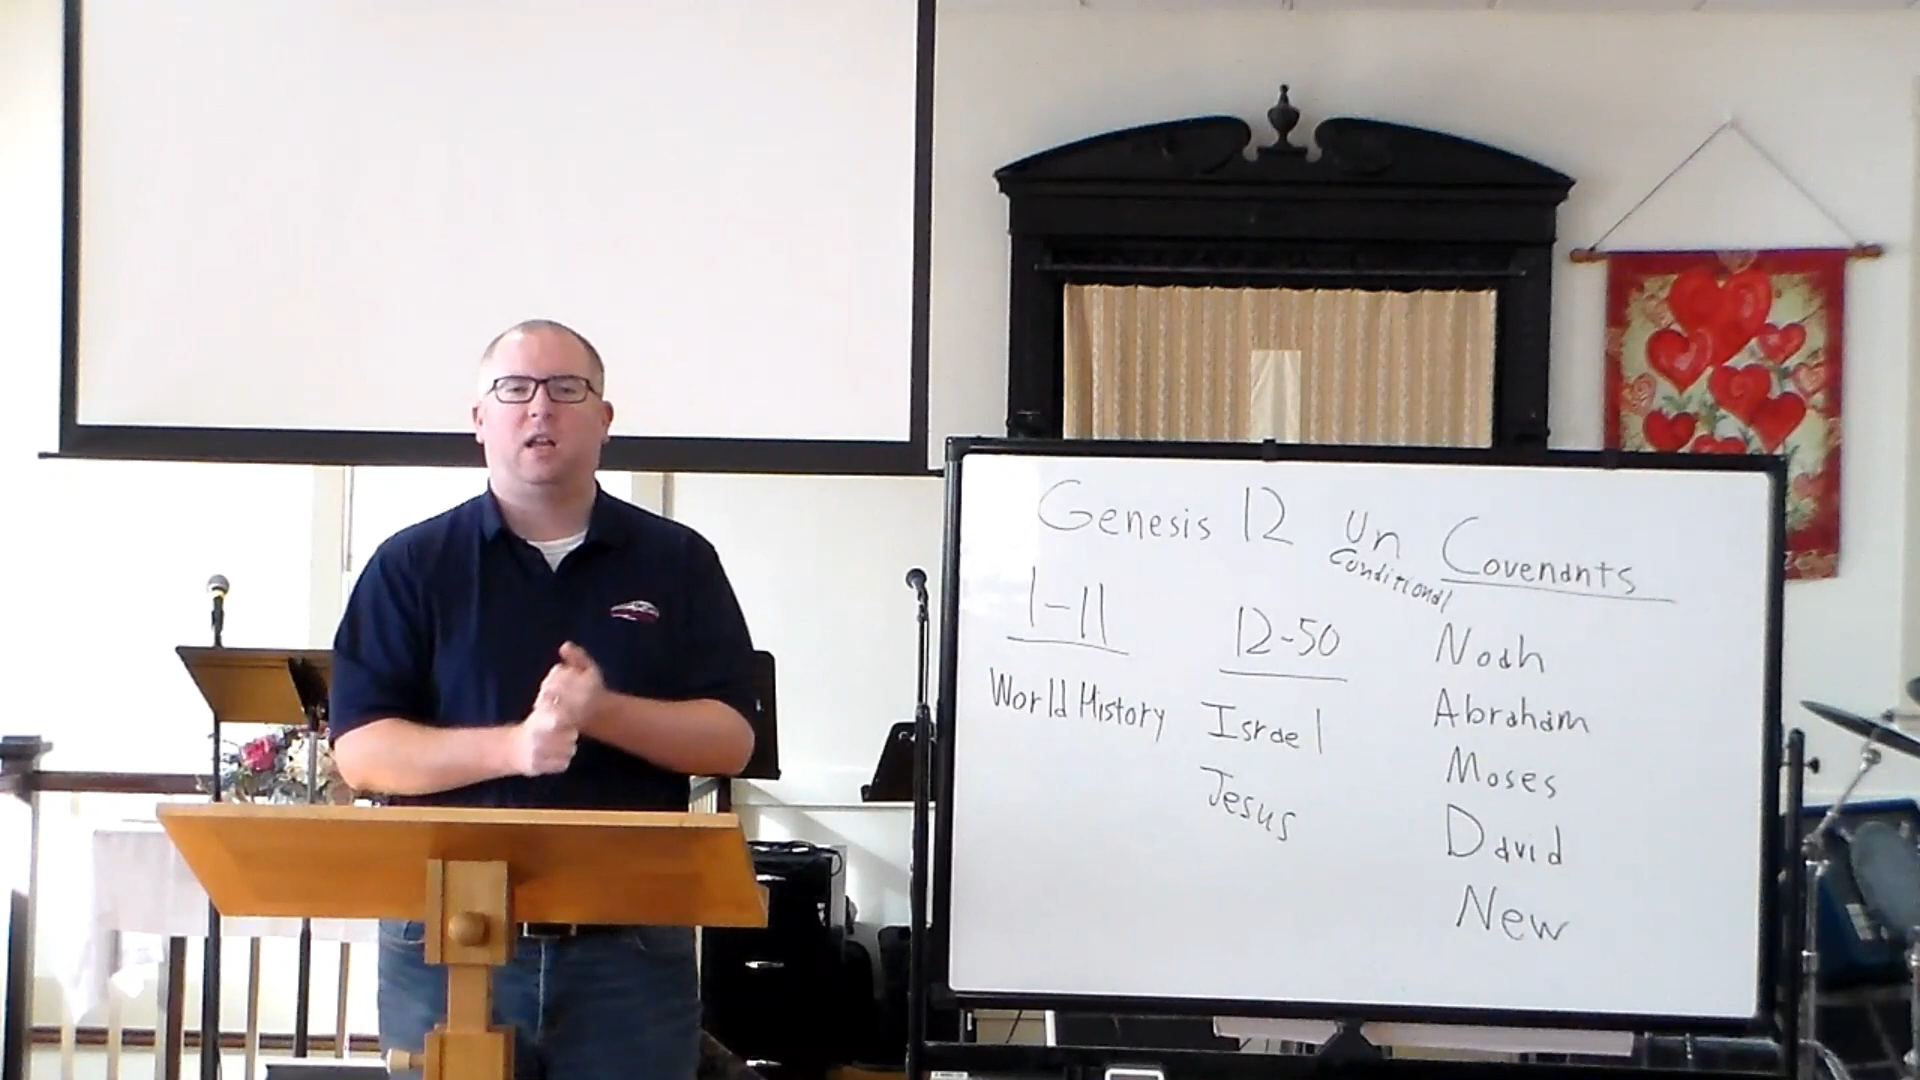 Genesis 12
1-11
World History
12-50
Israel
Jesus
Un
Conditional
Covenants
Noah
Abraham
Moses
David
New